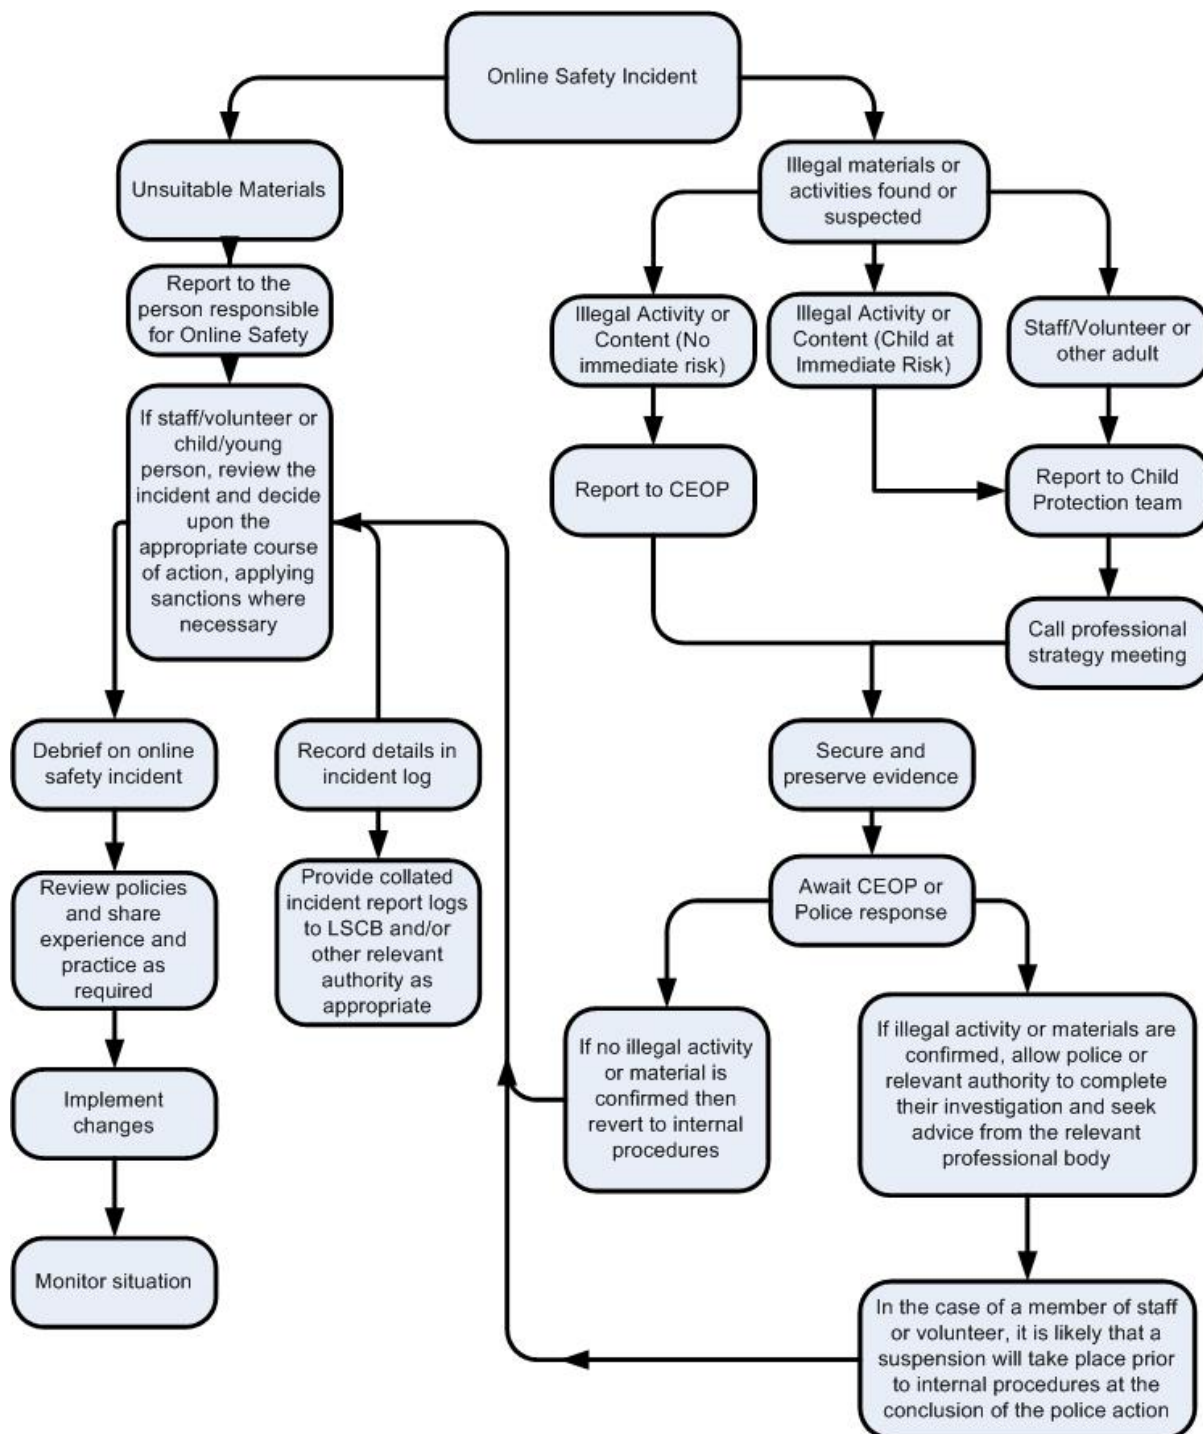 Online Safety Incident
Unsuitable Materials
Report to the
person responsible
for Online Safety
If staff/volunteer or
child/young
person, review the
incident and decide
upon the
appropriate course
of action, applying
sanctions where
necessary
Debrief on online
safety incident
Review policies
and share
experience and
practice as
required
Implement
changes
Monitor situation
Record details in
incident log
Provide collated
incident report logs
to LSCB and/or
other relevant
authority as
appropriate
Illegal materials or
activities found or
suspected
Illegal Activity or
Content (No
immediate risk)
Illegal Activity or
Content (Child at
Immediate Risk)
Staff/Volunteer or
other adult
Report to CEOP
Report to Child
Protection team
Call professional
strategy meeting
Secure and
preserve evidence
Await CEOP or
Police response
If no illegal activity
or material is
confirmed then
revert to internal
procedures
If illegal activity or materials are
confirmed, allow police or
relevant authority to complete
their investigation and seek
advice from the relevant
professional body
In the case of a member of staff
or volunteer, it is likely that a
suspension will take place prior
to internal procedures at the
conclusion of the police action